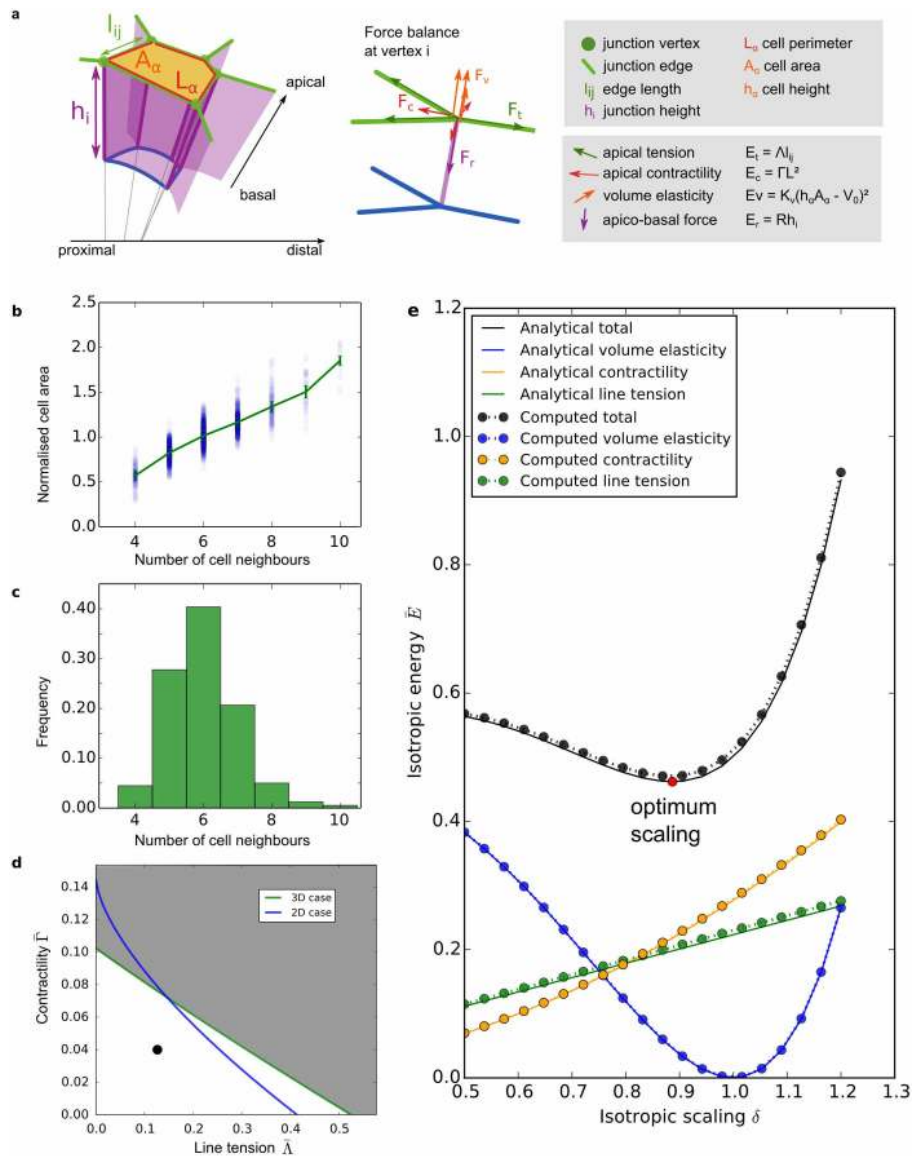 a
l_ij
A_α
L_α
h_i
apical
basal
proximal
distal
Force balance
at vertex i
F_v
F_c
F_t
F_r
junction vertex
junction edge
l_ij edge length
h_i junction height
L_α cell perimeter
A_α cell area
h_α cell height
apical tension E_t = Λl_ij
apical contractility E_c = ΓL²
volume elasticity Ev = K_v(h_αA_α - V_0)²
apico-basal force E_r = Rh_i
b
Normalised cell area
2.5
2.0
1.5
1.0
0.5
0.0
4 6 8 10
Number of cell neighbours
c
Frequency
0.40
0.30
0.20
0.10
0.00
4 6 8 10
Number of cell neighbours
d
Contractility Γ̄
0.14
0.12
0.10
0.08
0.06
0.04
0.02
0.00
3D case
2D case
0.0 0.1 0.2 0.3 0.4 0.5
Line tension Λ̄
e
Isotropic energy Ē
1.2
1.0
0.8
0.6
0.4
0.2
0.0
Analytical total
Analytical volume elasticity
Analytical contractility
Analytical line tension
Computed total
Computed volume elasticity
Computed contractility
Computed line tension
optimum
scaling
0.5 0.6 0.7 0.8 0.9 1.0 1.1 1.2 1.3
Isotropic scaling δ